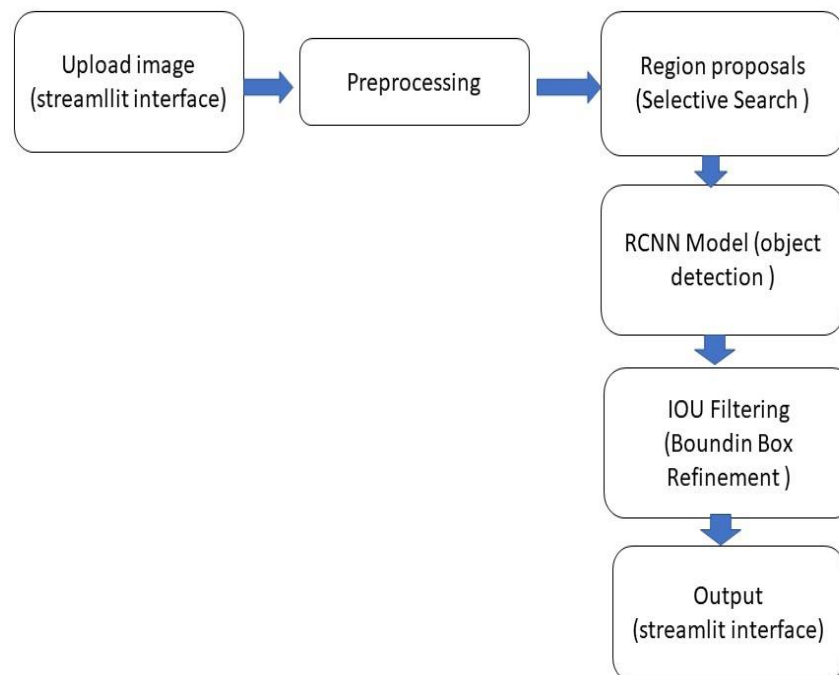 Upload image
(streamllit interface)
Preprocessing
Region proposals
(Selective Search )
RCNN Model (object
detection )
IOU Filtering
(Boundin Box
Refinement )
Output
(streamlit interface)